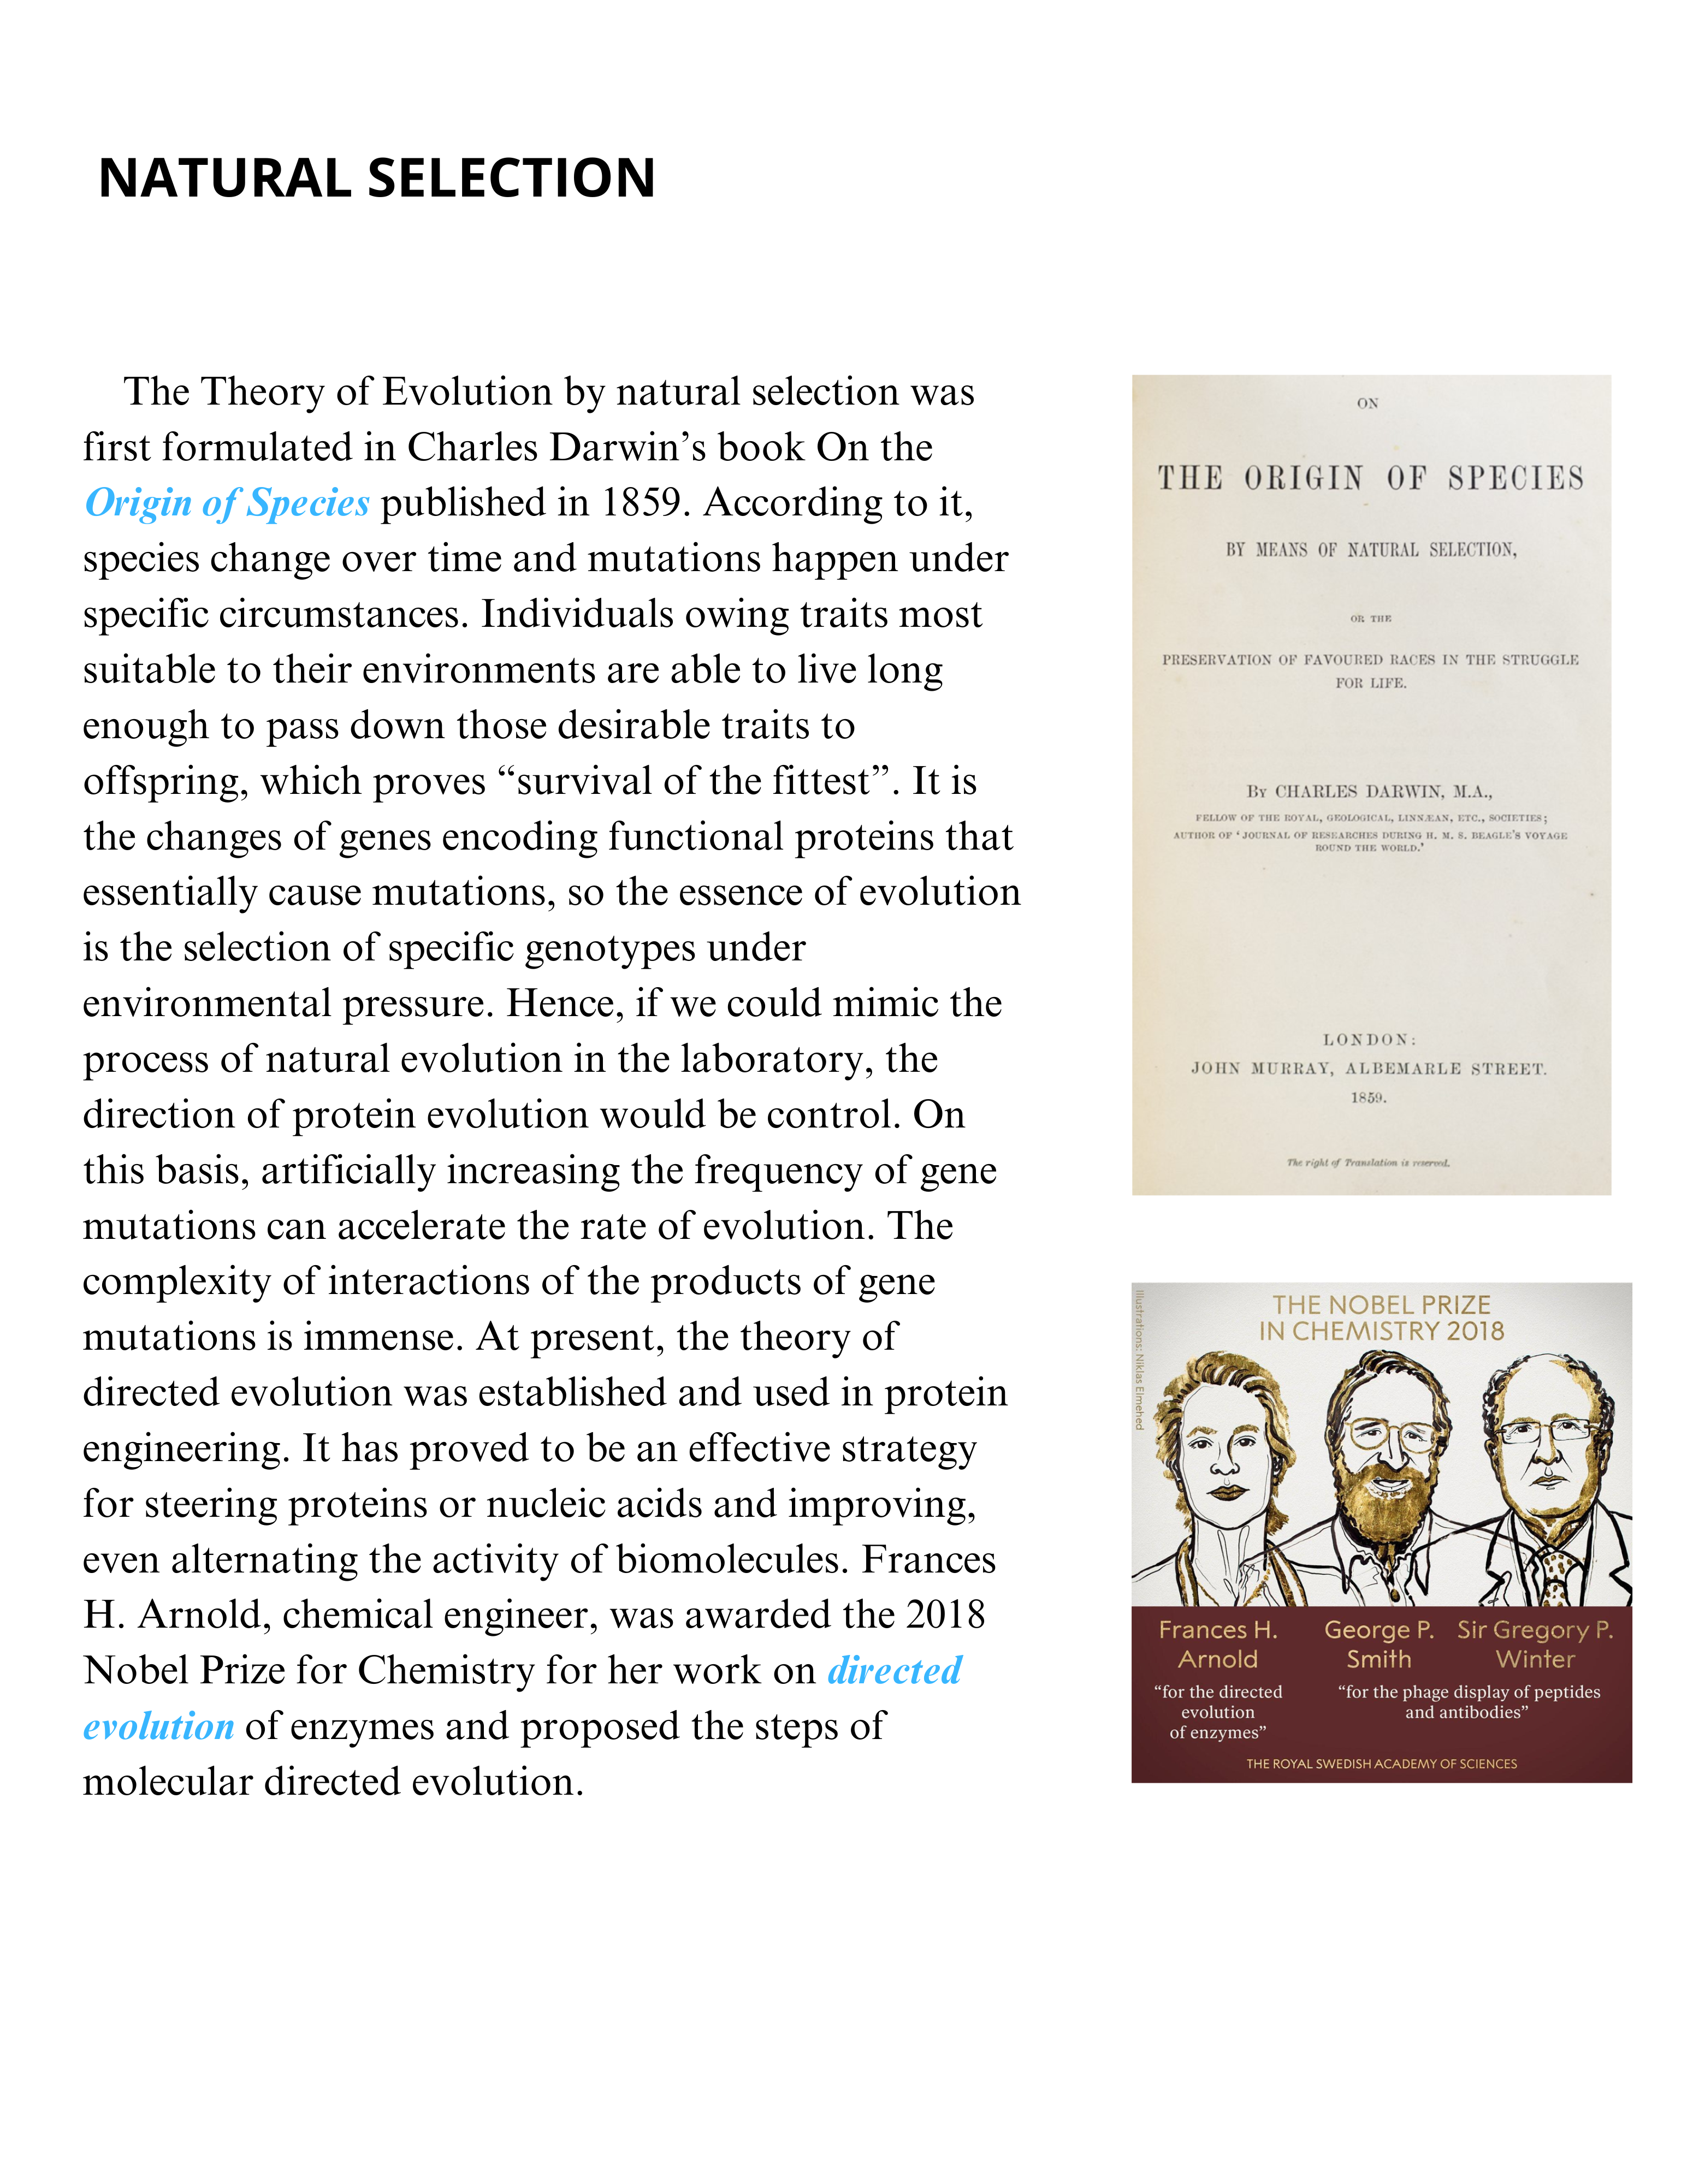 NATURAL SELECTION
The Theory of Evolution by natural selection was
first formulated in Charles Darwin’s book On the
Origin of Species published in 1859. According to it,
species change over time and mutations happen under
specific circumstances. Individuals owing traits most
suitable to their environments are able to live long
enough to pass down those desirable traits to
offspring, which proves “survival of the fittest”. It is
the changes of genes encoding functional proteins that
essentially cause mutations, so the essence of evolution
is the selection of specific genotypes under
environmental pressure. Hence, if we could mimic the
process of natural evolution in the laboratory, the
direction of protein evolution would be control. On
this basis, artificially increasing the frequency of gene
mutations can accelerate the rate of evolution. The
complexity of interactions of the products of gene
mutations is immense. At present, the theory of
directed evolution was established and used in protein
engineering. It has proved to be an effective strategy
for steering proteins or nucleic acids and improving,
even alternating the activity of biomolecules. Frances
H. Arnold, chemical engineer, was awarded the 2018
Nobel Prize for Chemistry for her work on directed
evolution of enzymes and proposed the steps of
molecular directed evolution.
ON
THE ORIGIN OF SPECIES
BY MEANS OF NATURAL SELECTION,
OR THE
PRESERVATION OF FAVOURED RACES IN THE STRUGGLE
FOR LIFE.
By CHARLES DARWIN, M.A.,
FELLOW OF THE ROYAL, GEOLOGICAL, LINNÆAN, ETC., SOCIETIES;
AUTHOR OF ‘JOURNAL OF RESEARCHES DURING H. M. S. BEAGLE’S VOYAGE
ROUND THE WORLD.’
LONDON:
JOHN MURRAY, ALBEMARLE STREET.
1859.
The right of Translation is reserved.
Illustrations: Niklas Elmehed
THE NOBEL PRIZE
IN CHEMISTRY 2018
Frances H.
Arnold
“for the directed
evolution
of enzymes”
George P.
Smith
Sir Gregory P.
Winter
“for the phage display of peptides
and antibodies”
THE ROYAL SWEDISH ACADEMY OF SCIENCES